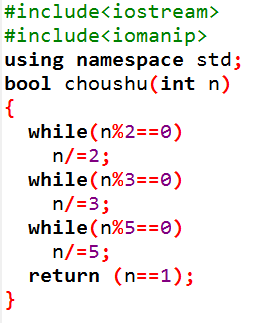 #include<iostream>
#include<iomanip>
using namespace std;
bool choushu(int n)
{
  while(n%2==0)
    n/=2;
  while(n%3==0)
    n/=3;
  while(n%5==0)
    n/=5;
  return (n==1);
}